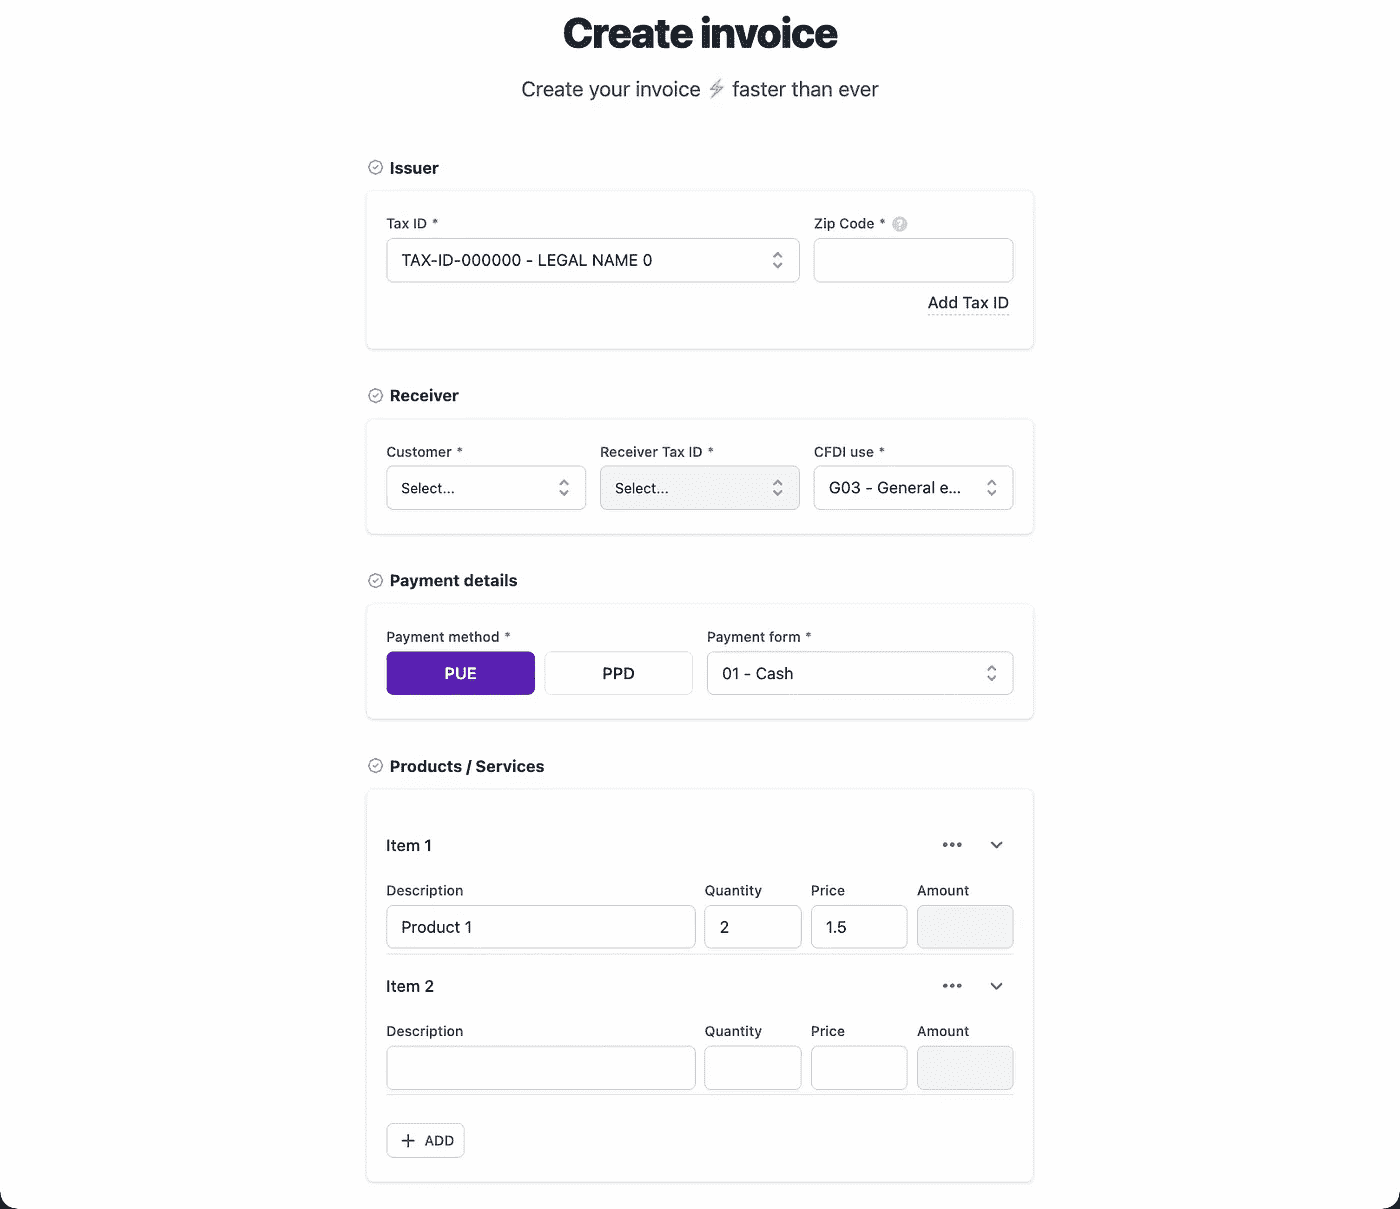 Create invoice
Create your invoice ⚡ faster than ever
Issuer
Tax ID * Zip Code * ?
TAX-ID-000000 - LEGAL NAME 0
Add Tax ID
Receiver
Customer * Receiver Tax ID * CFDI use *
Select... Select... G03 - General e...
Payment details
Payment method * Payment form *
PUE PPD 01 - Cash
Products / Services
Item 1
Description Quantity Price Amount
Product 1 2 1.5
Item 2
Description Quantity Price Amount
+ ADD